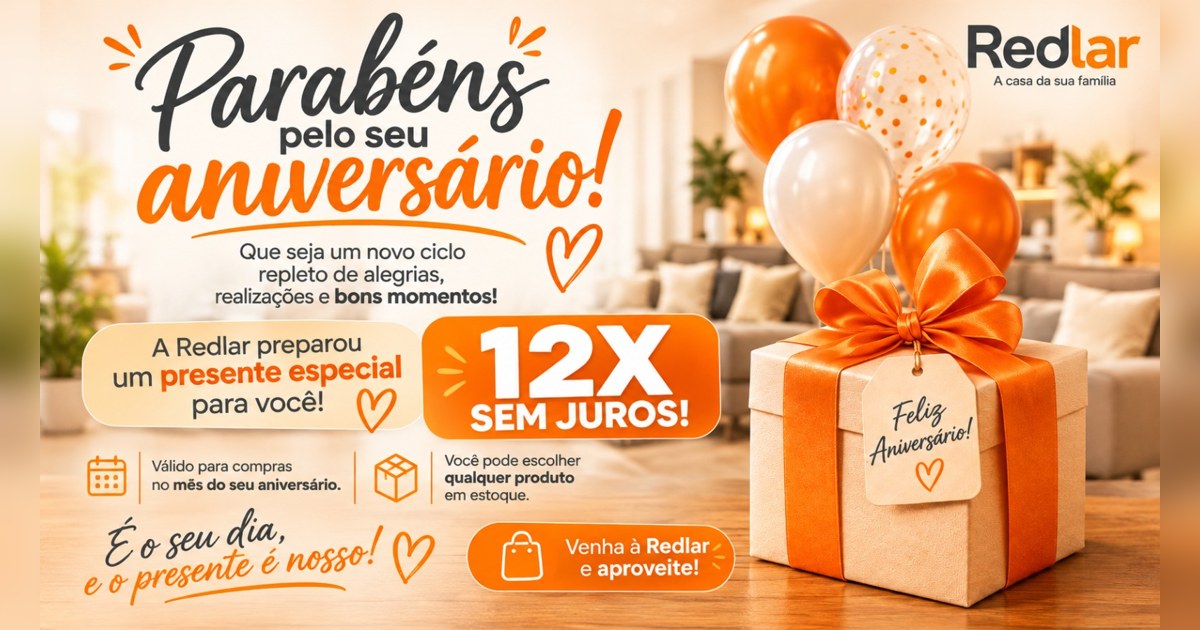 Parabéns
pelo seu
aniversário!
Que seja um novo ciclo
repleto de alegrias,
realizações e bons momentos!
A Redlar preparou
um presente especial
para você!
12X
SEM JUROS!
Válido para compras
no mês do seu aniversário.
Você pode escolher
qualquer produto
em estoque.
É o seu dia,
e o presente é nosso!
Venha à Redlar
e aproveite!
Redlar
A casa da sua família
Feliz
Aniversário!